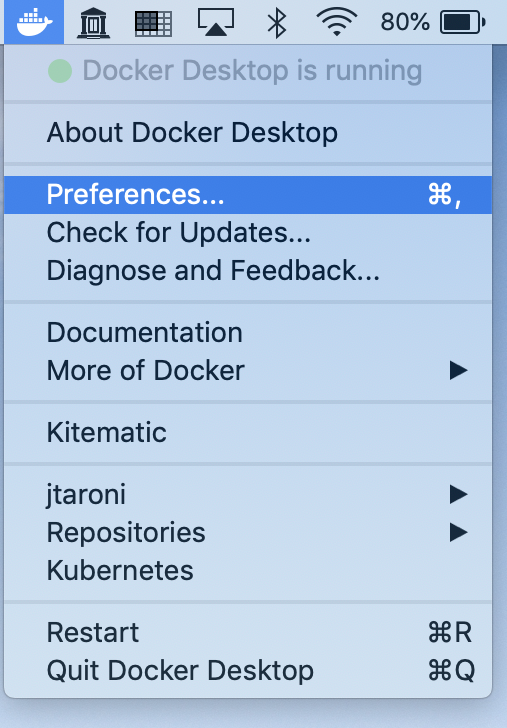 80%
Docker Desktop is running
About Docker Desktop
Preferences... ⌘,
Check for Updates...
Diagnose and Feedback...
Documentation
More of Docker
Kitematic
jtaroni
Repositories
Kubernetes
Restart ⌘R
Quit Docker Desktop ⌘Q